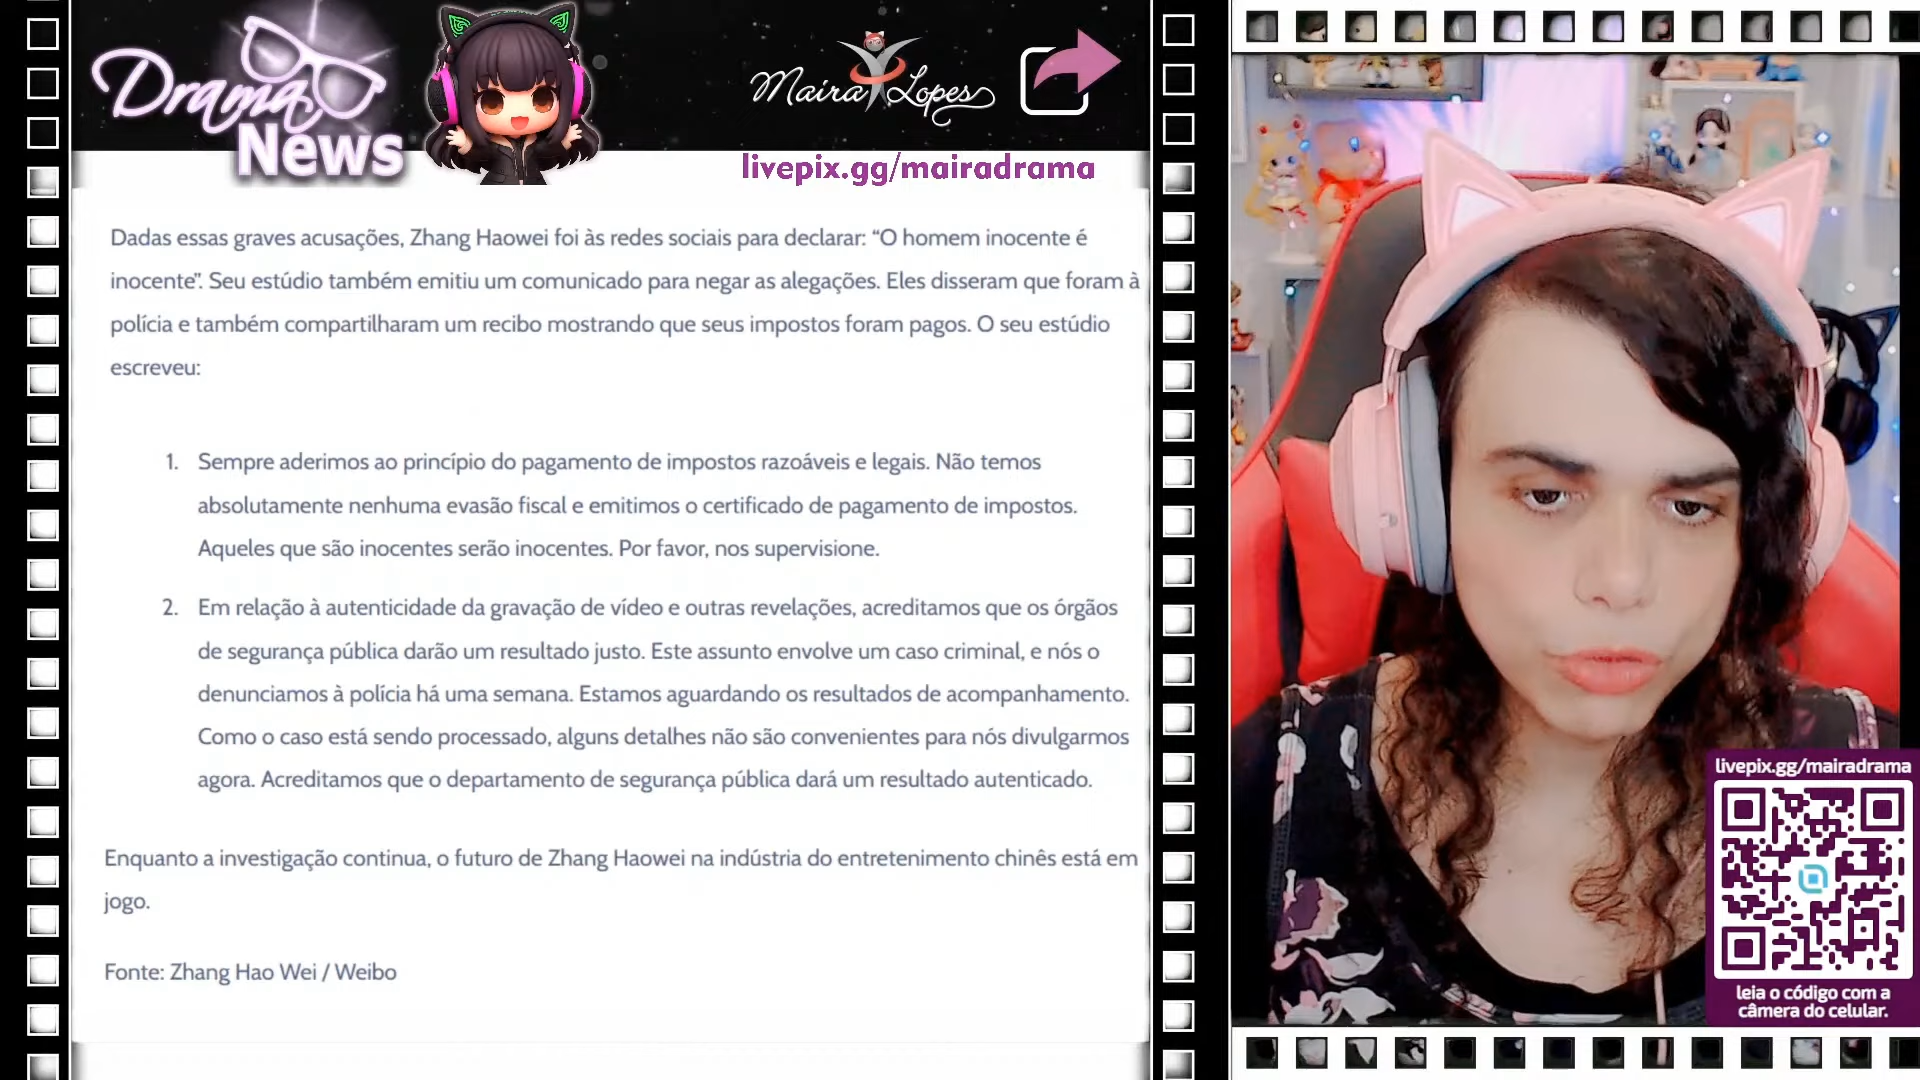 Drama
News
Maira Lopes
livepix.gg/mairadrama
Dadas essas graves acusações, Zhang Haowei foi às redes sociais para declarar: “O homem inocente é
inocente”. Seu estúdio também emitiu um comunicado para negar as alegações. Eles disseram que foram à
polícia e também compartilharam um recibo mostrando que seus impostos foram pagos. O seu estúdio
escreveu:
1. Sempre aderimos ao princípio do pagamento de impostos razoáveis e legais. Não temos
absolutamente nenhuma evasão fiscal e emitimos o certificado de pagamento de impostos.
Aqueles que são inocentes serão inocentes. Por favor, nos supervisione.
2. Em relação à autenticidade da gravação de vídeo e outras revelações, acreditamos que os órgãos
de segurança pública darão um resultado justo. Este assunto envolve um caso criminal, e nós o
denunciamos à polícia há uma semana. Estamos aguardando os resultados de acompanhamento.
Como o caso está sendo processado, alguns detalhes não são convenientes para nós divulgarmos
agora. Acreditamos que o departamento de segurança pública dará um resultado autenticado.
Enquanto a investigação continua, o futuro de Zhang Haowei na indústria do entretenimento chinês está em
jogo.
Fonte: Zhang Hao Wei / Weibo
livepix.gg/mairadrama
leia o código com a
câmera do celular.